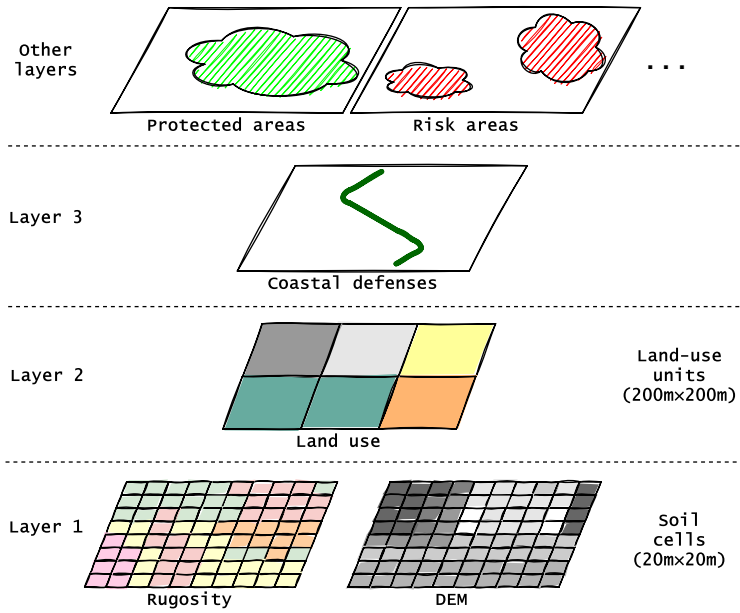 Other
layers
...
Protected areas
Risk areas
Layer 3
Coastal defenses
Layer 2
Land-use
units
(200m×200m)
Land use
Layer 1
Soil
cells
(20m×20m)
Rugosity
DEM